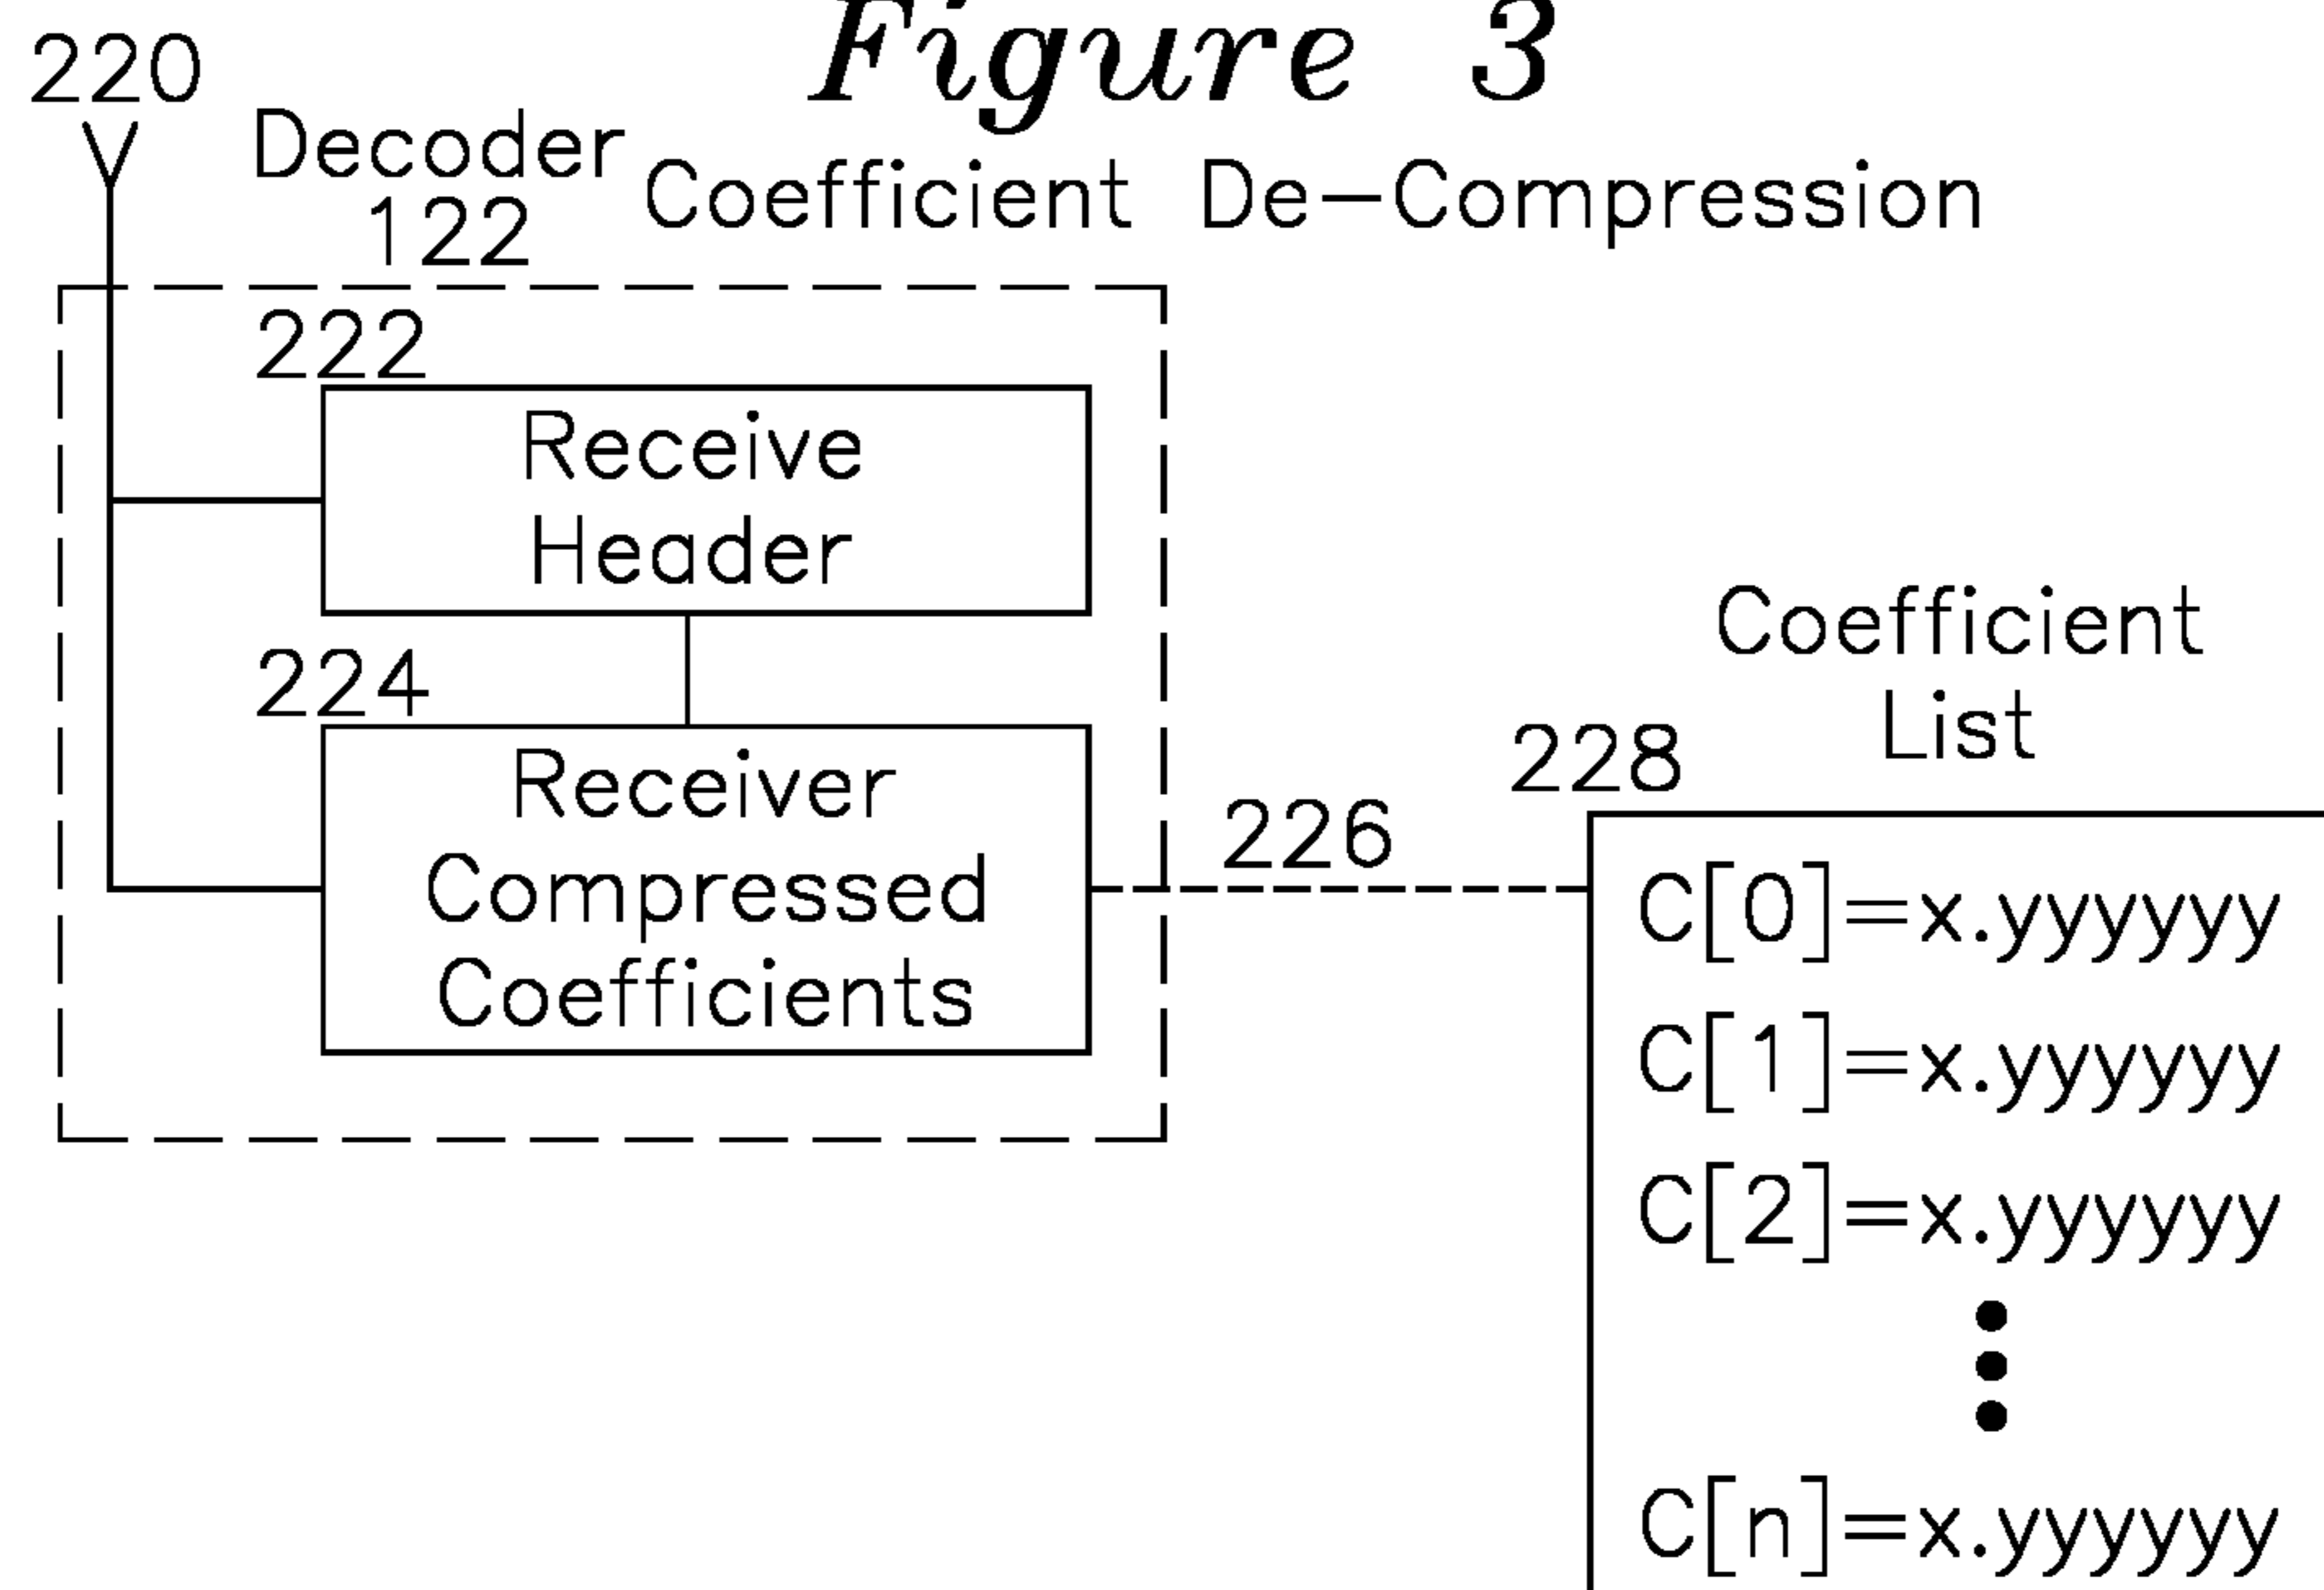 Figure 3
220
Decoder
122
Coefficient De-Compression
222
Receive
Header
224
Receiver
Compressed
Coefficients
226
228
Coefficient
List
C[0]=x.yyyyyy
C[1]=x.yyyyyy
C[2]=x.yyyyyy
C[n]=x.yyyyyy